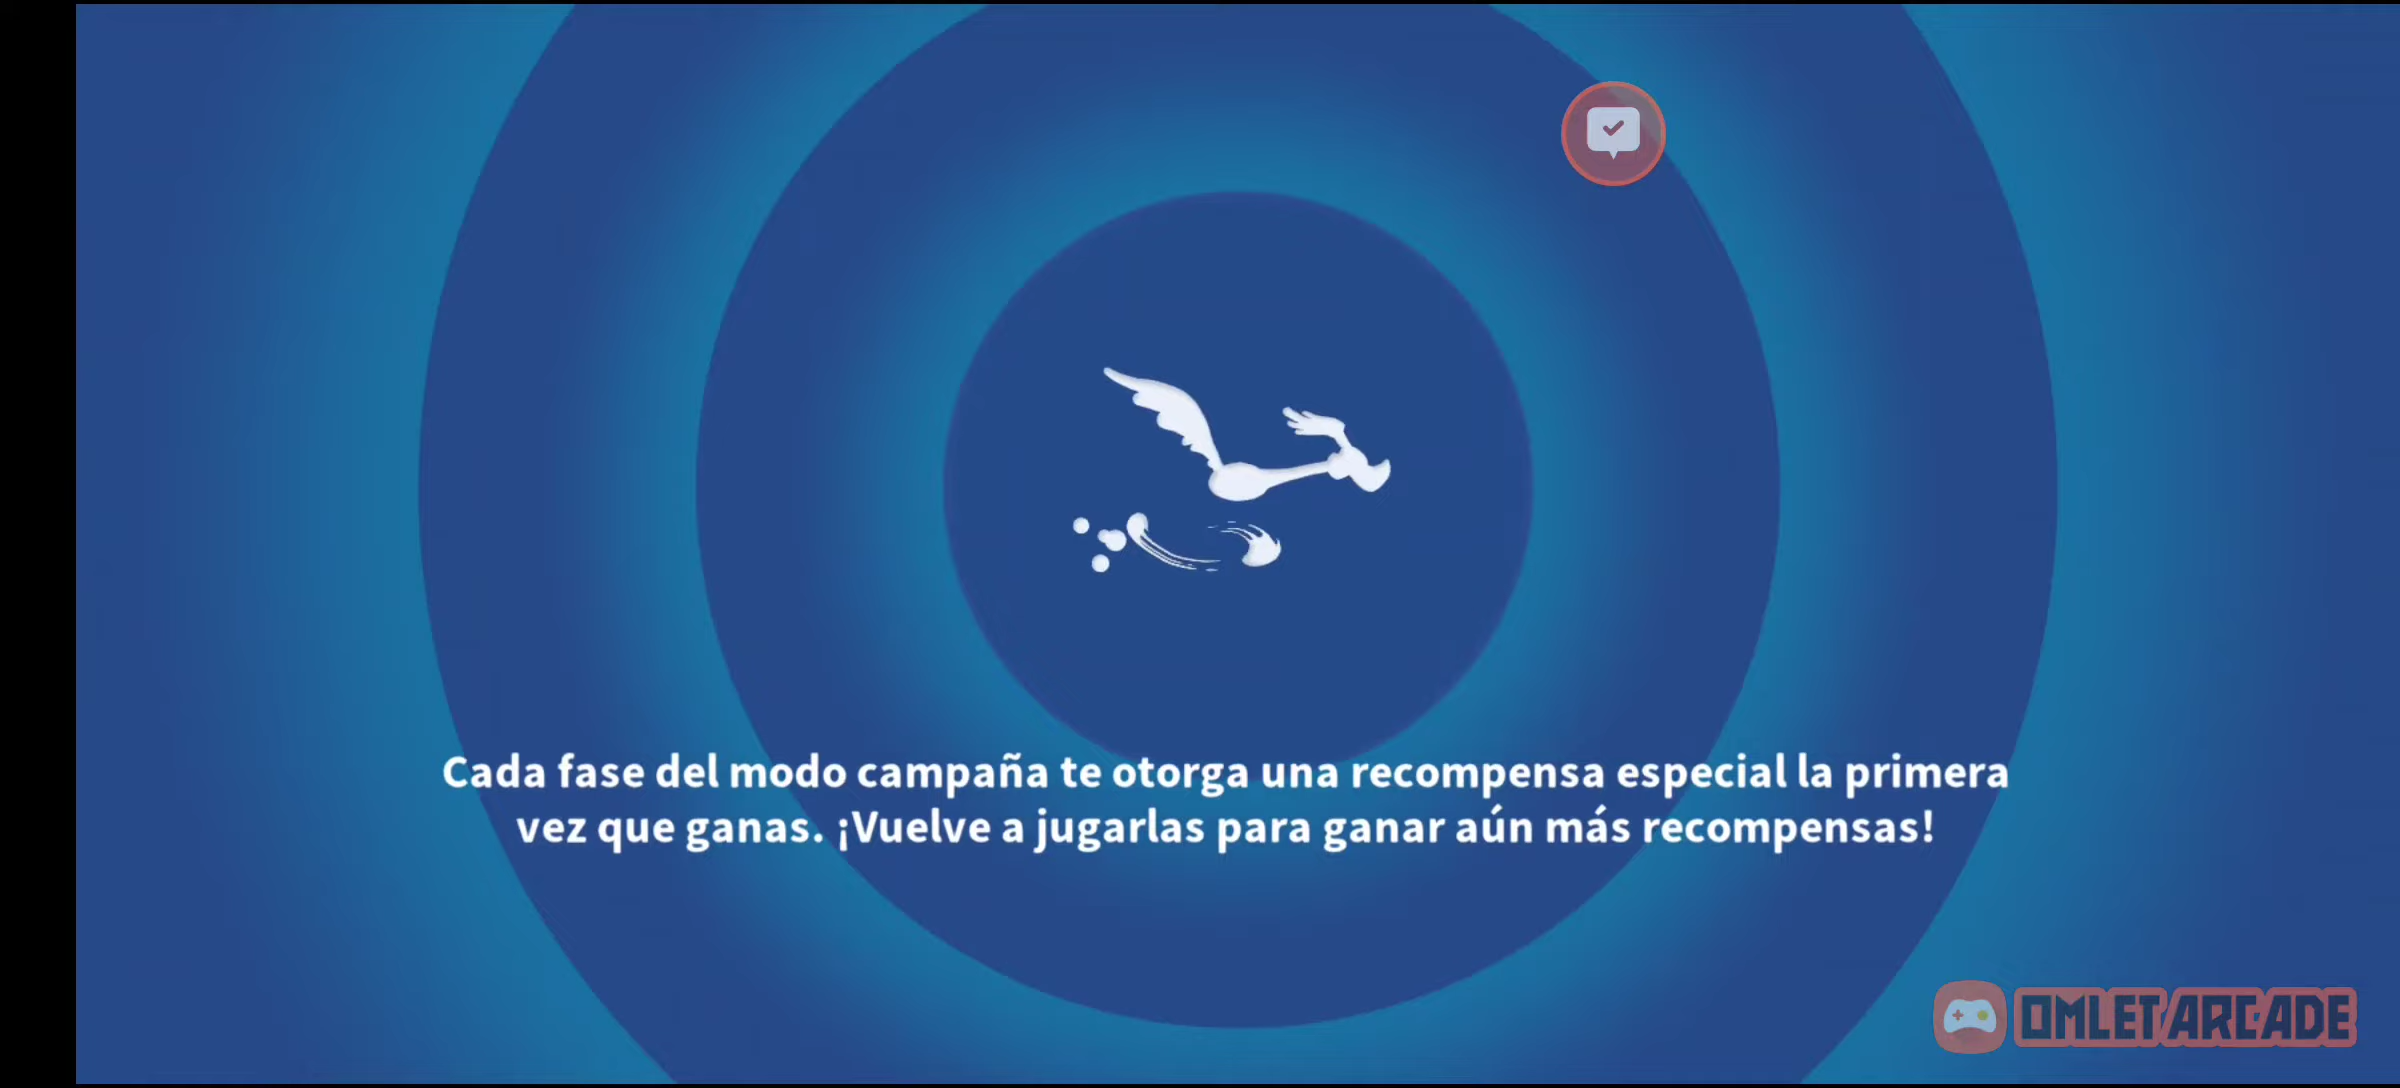 Cada fase del modo campaña te otorga una recompensa especial la primera
vez que ganas. ¡Vuelve a jugarlas para ganar aún más recompensas!
OMLET ARCADE